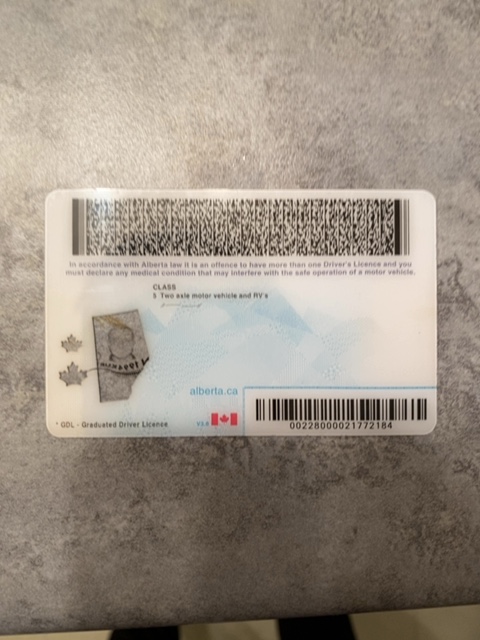 In accordance with Alberta law it is an offence to have more than one Driver's Licence and you
must declare any medical condition that may interfere with the safe operation of a motor vehicle.
CLASS
5 Two axle motor vehicle and RV's
alberta.ca
* GDL - Graduated Driver Licence
00228000021772184